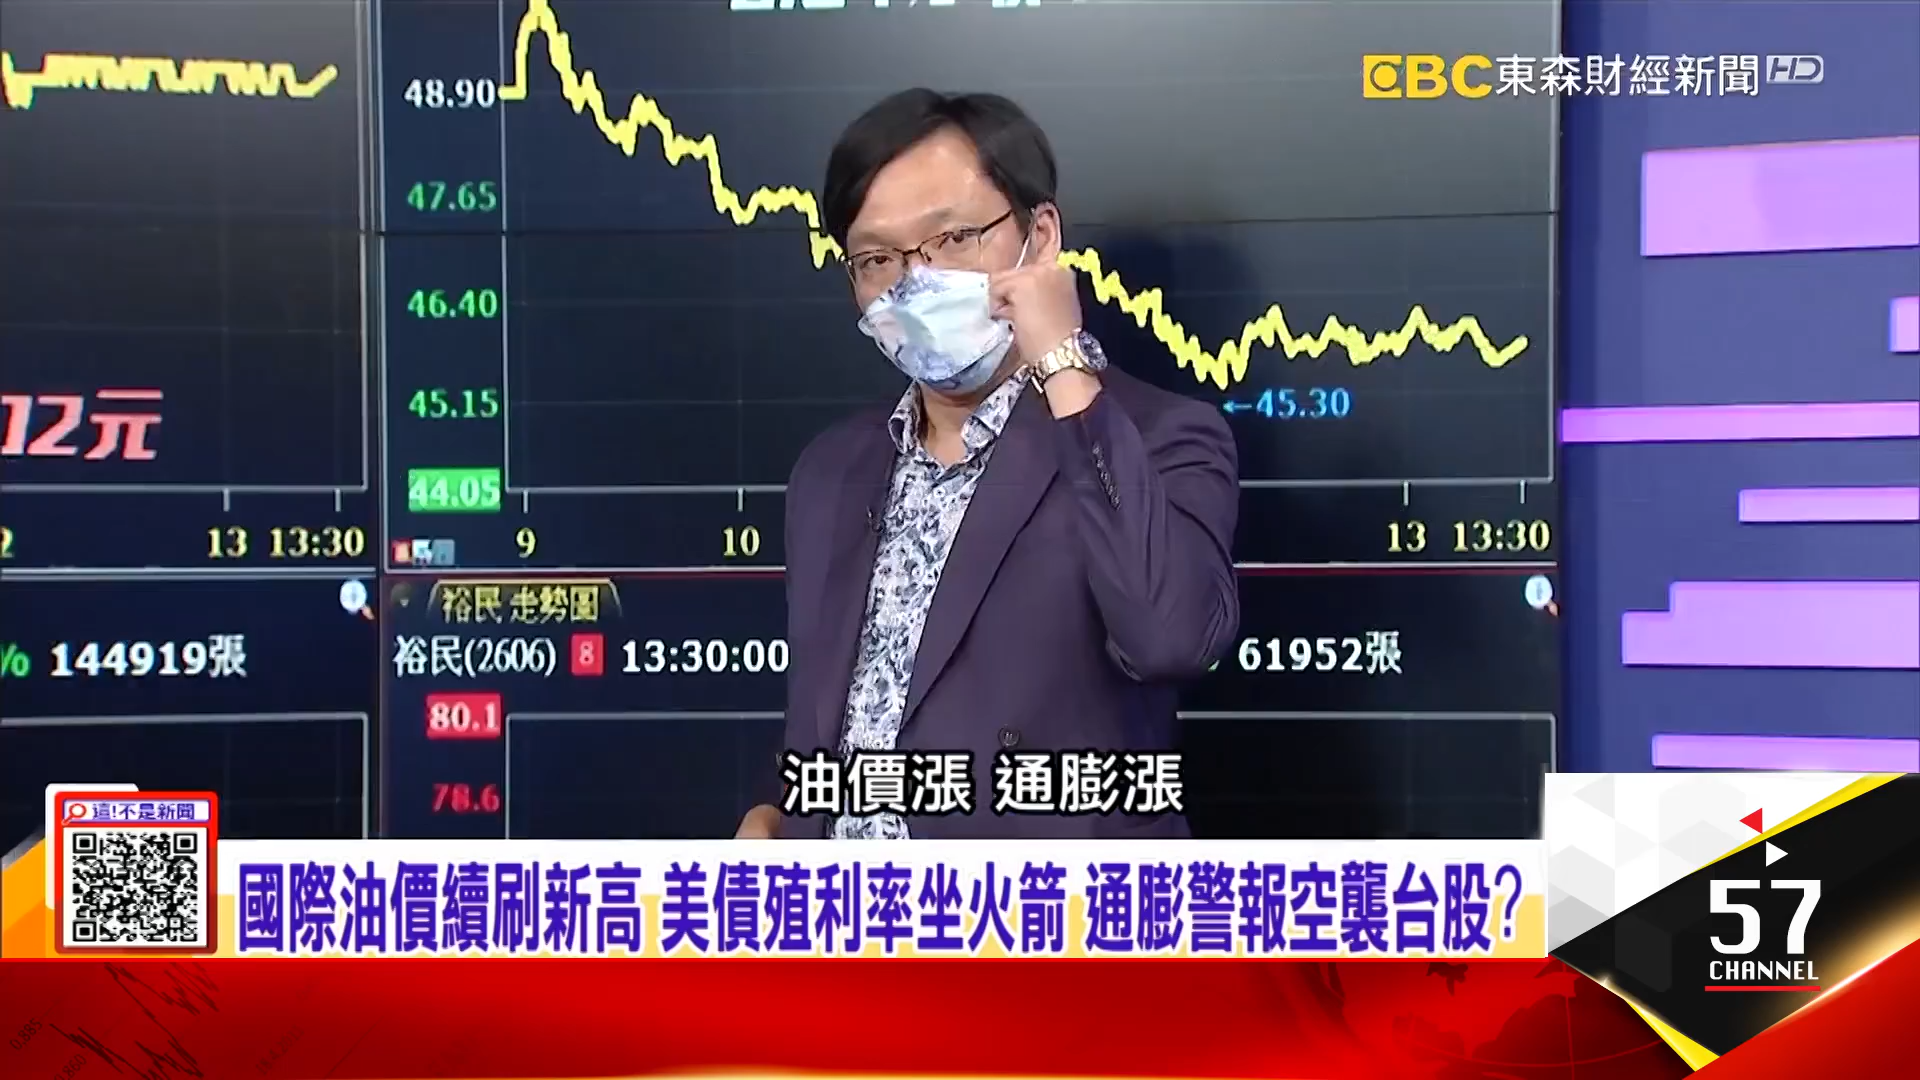 EBC東森財經新聞HD
48.90
47.65
46.40
45.15
←45.30
44.05
12元
2 13 13:30
9 10 13 13:30
裕民 走勢圖
% 144919張
裕民(2606) 8 13:30:00
61952張
80.1
78.6
油價漲 通膨漲
這!不是新聞
國際油價續刷新高 美債殖利率坐火箭 通膨警報空襲台股?
57
CHANNEL